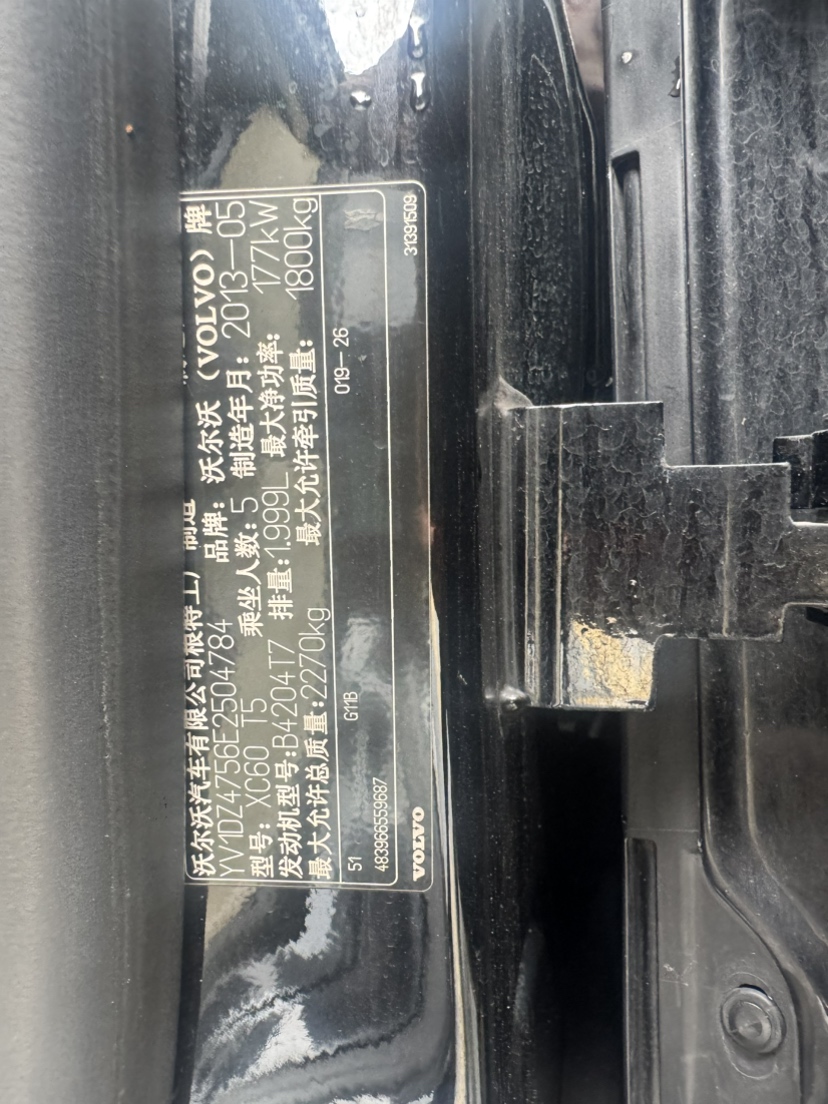 沃尔沃汽车有限公司根特工厂 制造
YV1DZ4756E2504784 品牌：沃尔沃（VOLVO）牌
型号：XC60 T5 乘坐人数：5 制造年月：2013—05
发动机型号：B4204T7 排量：1.999L 最大净功率：177kW
最大允许总质量：2270kg 最大允许牵引质量：1800kg
51 G11B 019—26
483966559687
VOLVO 31391509